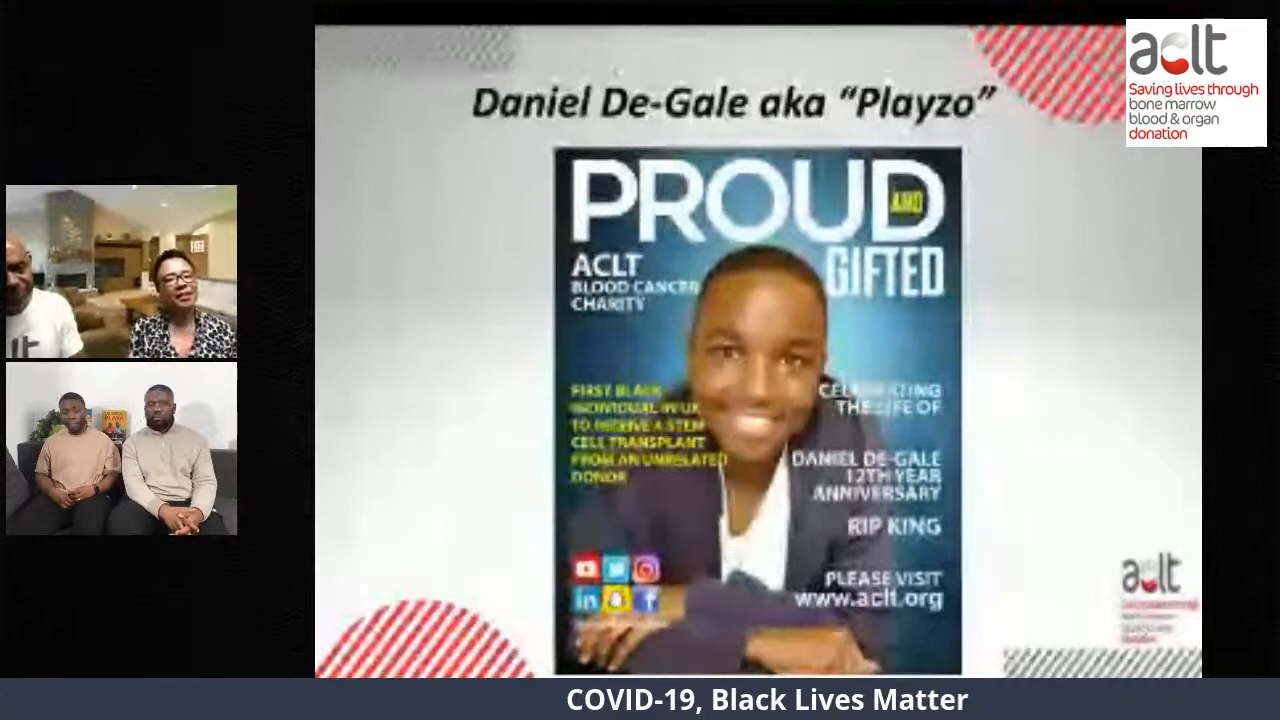 Daniel De-Gale aka “Playzo”
aclt
Saving lives through
bone marrow
blood & organ
donation
PROUD
AND
GIFTED
ACLT
BLOOD CANCER
CHARITY
FIRST BLACK
INDIVIDUAL IN UK
TO RECEIVE A STEM
CELL TRANSPLANT
FROM AN UNRELATED
DONOR
CELEBRATING
THE LIFE OF
DANIEL DE-GALE
12TH YEAR
ANNIVERSARY
RIP KING
PLEASE VISIT
www.aclt.org
aclt
COVID-19, Black Lives Matter